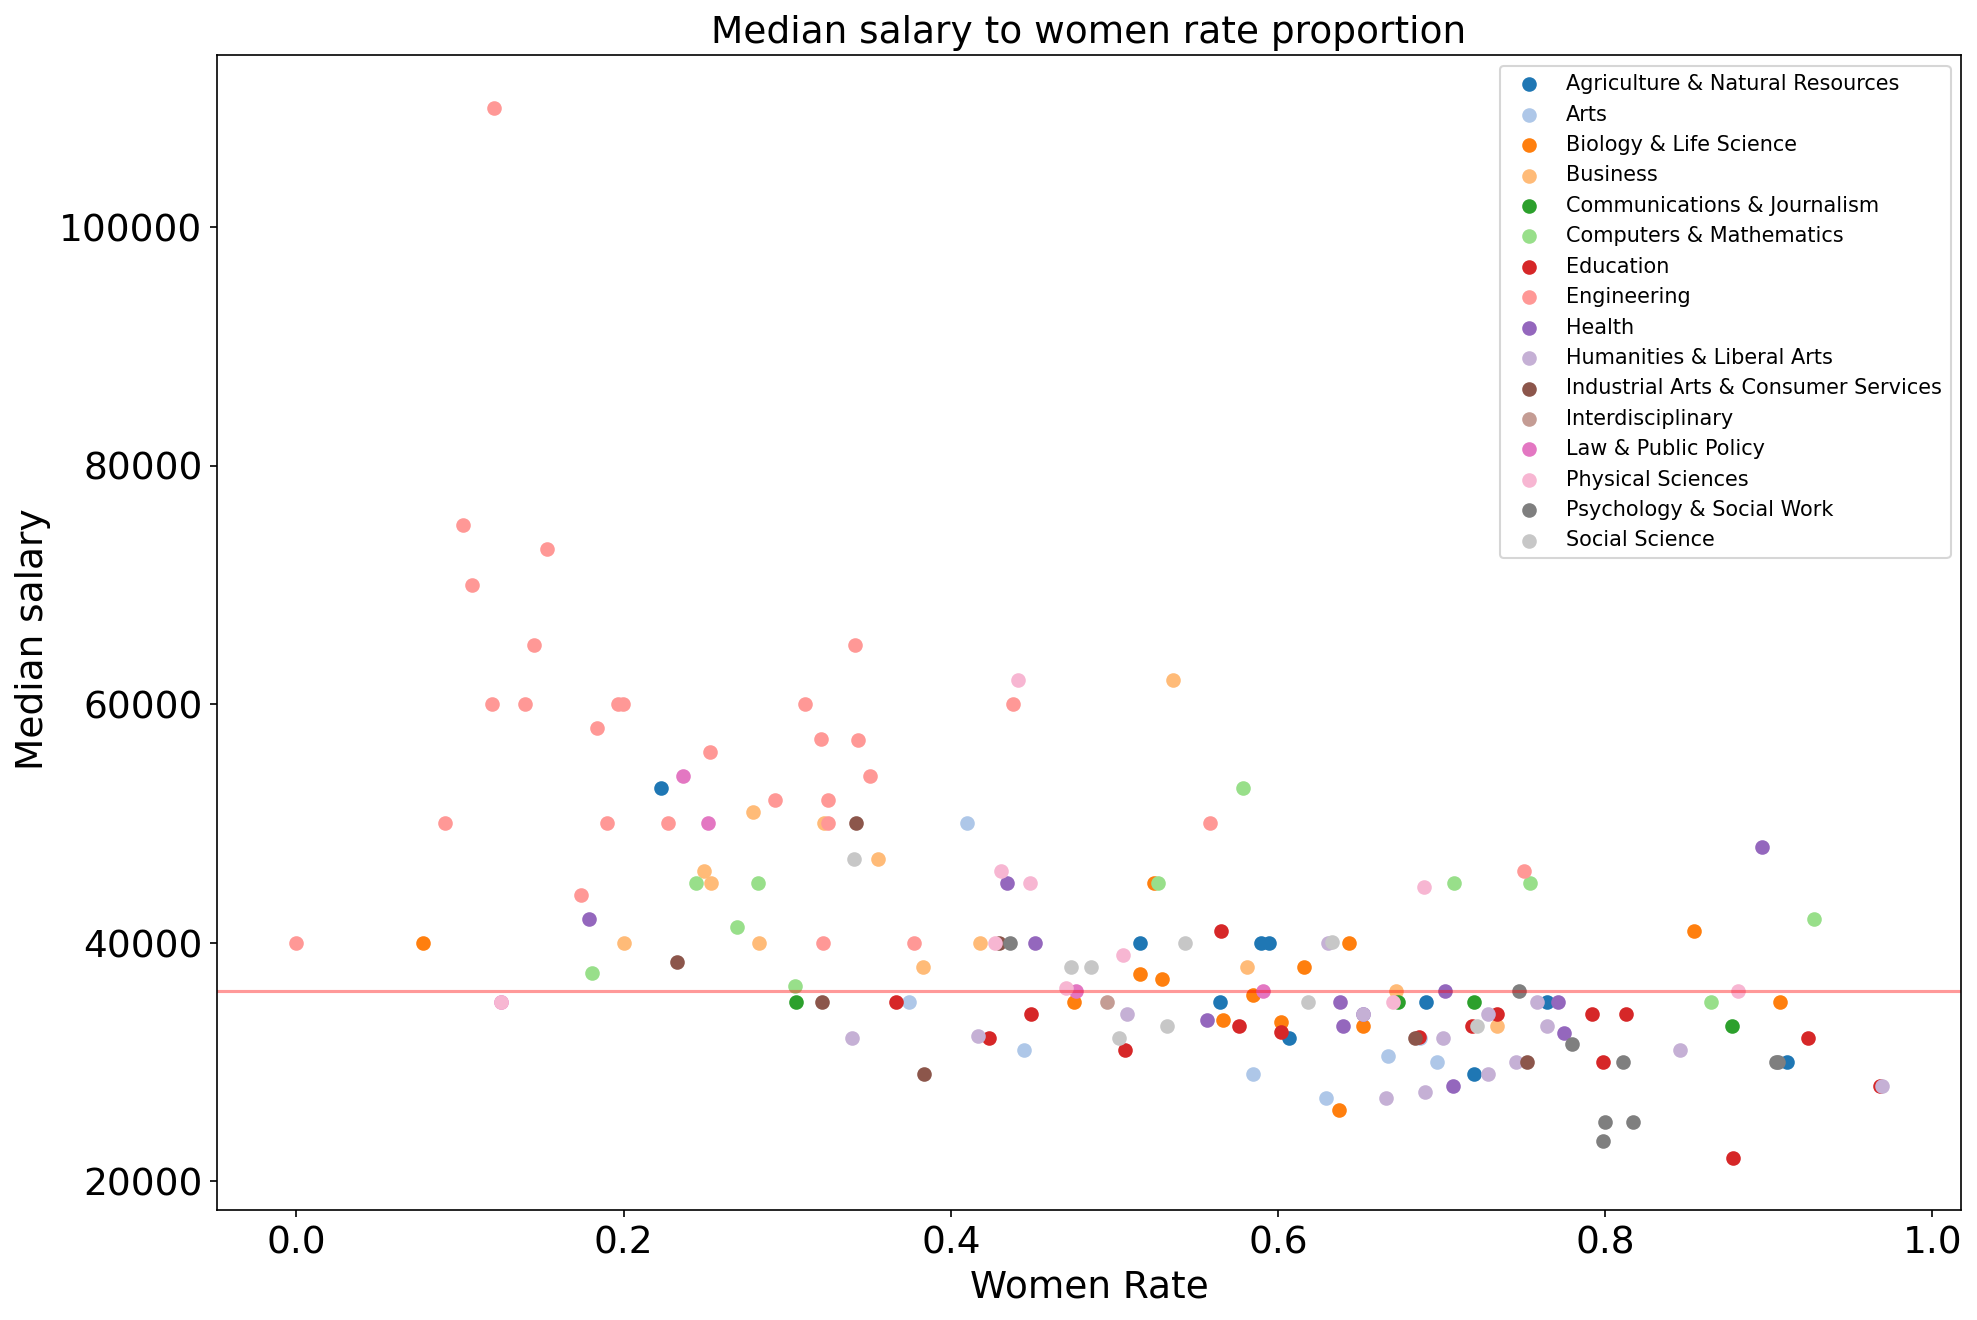 Median salary to women rate proportion
Agriculture & Natural Resources
Arts
Biology & Life Science
Business
Communications & Journalism
Computers & Mathematics
Education
Engineering
Health
Humanities & Liberal Arts
Industrial Arts & Consumer Services
Interdisciplinary
Law & Public Policy
Physical Sciences
Psychology & Social Work
Social Science
Median salary
100000
80000
60000
40000
20000
0.0 0.2 0.4 0.6 0.8 1.0
Women Rate